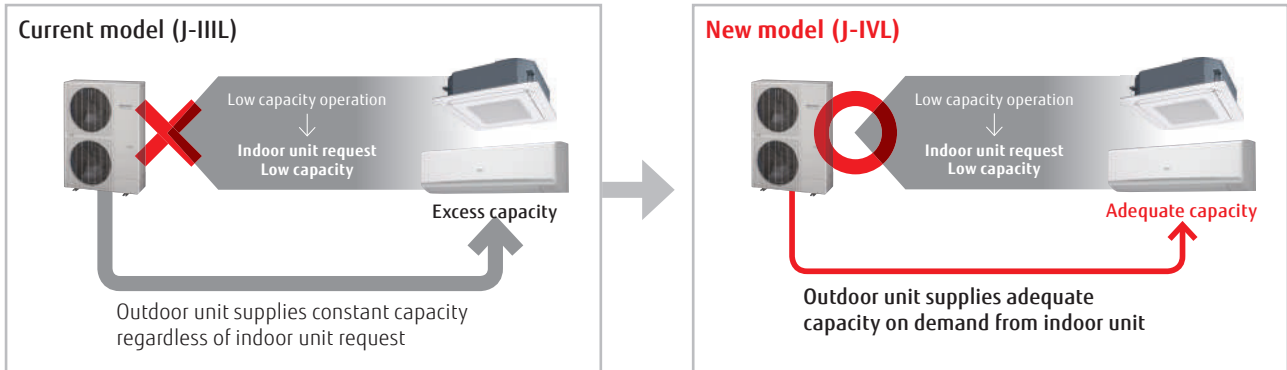 Current model (J-IIIL)
Low capacity operation
Indoor unit request
Low capacity
Excess capacity
Outdoor unit supplies constant capacity
regardless of indoor unit request
New model (J-IVL)
Low capacity operation
Indoor unit request
Low capacity
Adequate capacity
Outdoor unit supplies adequate
capacity on demand from indoor unit